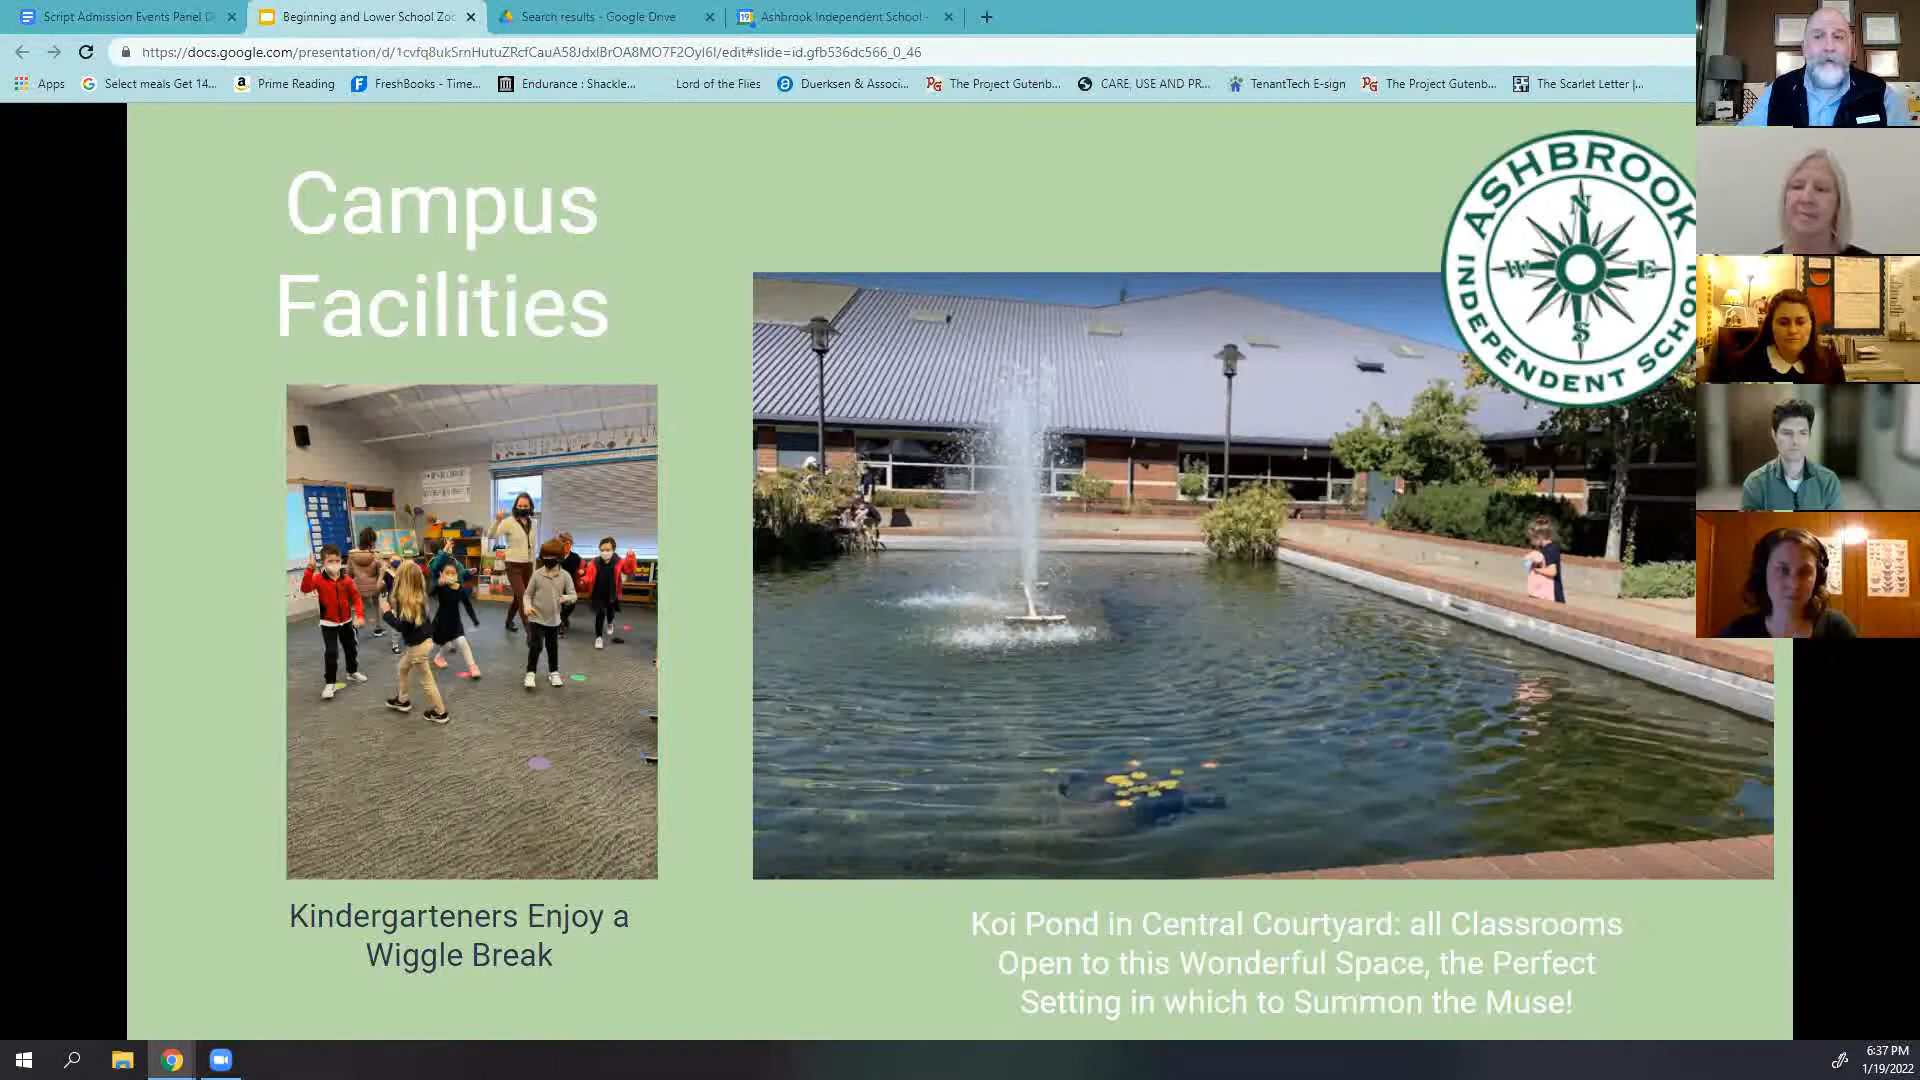 Script Admission Events Panel D
Beginning and Lower School Zoo
Search results - Google Drive
Ashbrook Independent School -
https://docs.google.com/presentation/d/1cvfq8ukSrnHutuZRcfCauA58JdxlBrOA8MO7F2OyI6I/edit#slide=id.gfb536dc566_0_46
Apps
Select meals Get 14...
Prime Reading
FreshBooks - Time...
Endurance : Shackle...
Lord of the Flies
Duerksen & Associ...
The Project Gutenb...
CARE, USE AND PR...
TenantTech E-sign
The Project Gutenb...
The Scarlet Letter |...
Campus
Facilities
ASHBROOK
INDEPENDENT SCHOOL
N
W
E
S
Kindergarteners Enjoy a
Wiggle Break
Koi Pond in Central Courtyard: all Classrooms
Open to this Wonderful Space, the Perfect
Setting in which to Summon the Muse!
6:37 PM
1/19/2022